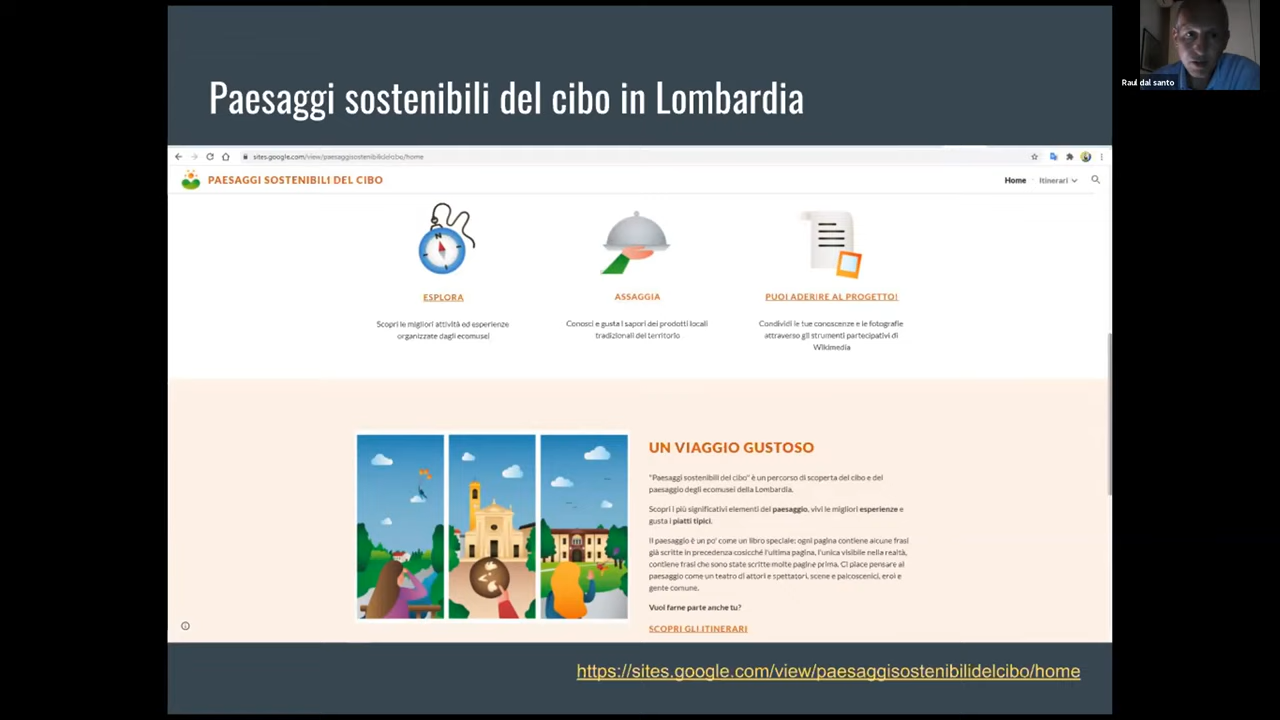 Raul dal santo
Paesaggi sostenibili del cibo in Lombardia
sites.google.com/view/paesaggisostenibilidelcibo/home
PAESAGGI SOSTENIBILI DEL CIBO
Home
Itinerari
N
ESPLORA
Scopri le migliori attività ed esperienze
organizzate dagli ecomusei
ASSAGGIA
Conosci e gusta i sapori dei prodotti locali
tradizionali del territorio
PUOI ADERIRE AL PROGETTO!
Condividi le tue conoscenze e le fotografie
attraverso gli strumenti partecipativi di
Wikimedia
UN VIAGGIO GUSTOSO
"Paesaggi sostenibili del cibo" è un percorso di scoperta del cibo e del
paesaggio degli ecomusei della Lombardia.
Scopri i più significativi elementi del paesaggio, vivi le migliori esperienze e
gusta i piatti tipici.
Il paesaggio è un po' come un libro speciale: ogni pagina contiene alcune frasi
già scritte in precedenza cosicché l'ultima pagina, l'unica visibile nella realtà,
contiene frasi che sono state scritte molte pagine prima. Ci piace pensare al
paesaggio come un teatro di attori e spettatori, scene e palcoscenici, eroi e
gente comune.
Vuoi farne parte anche tu?
SCOPRI GLI ITINERARI
https://sites.google.com/view/paesaggisostenibilidelcibo/home